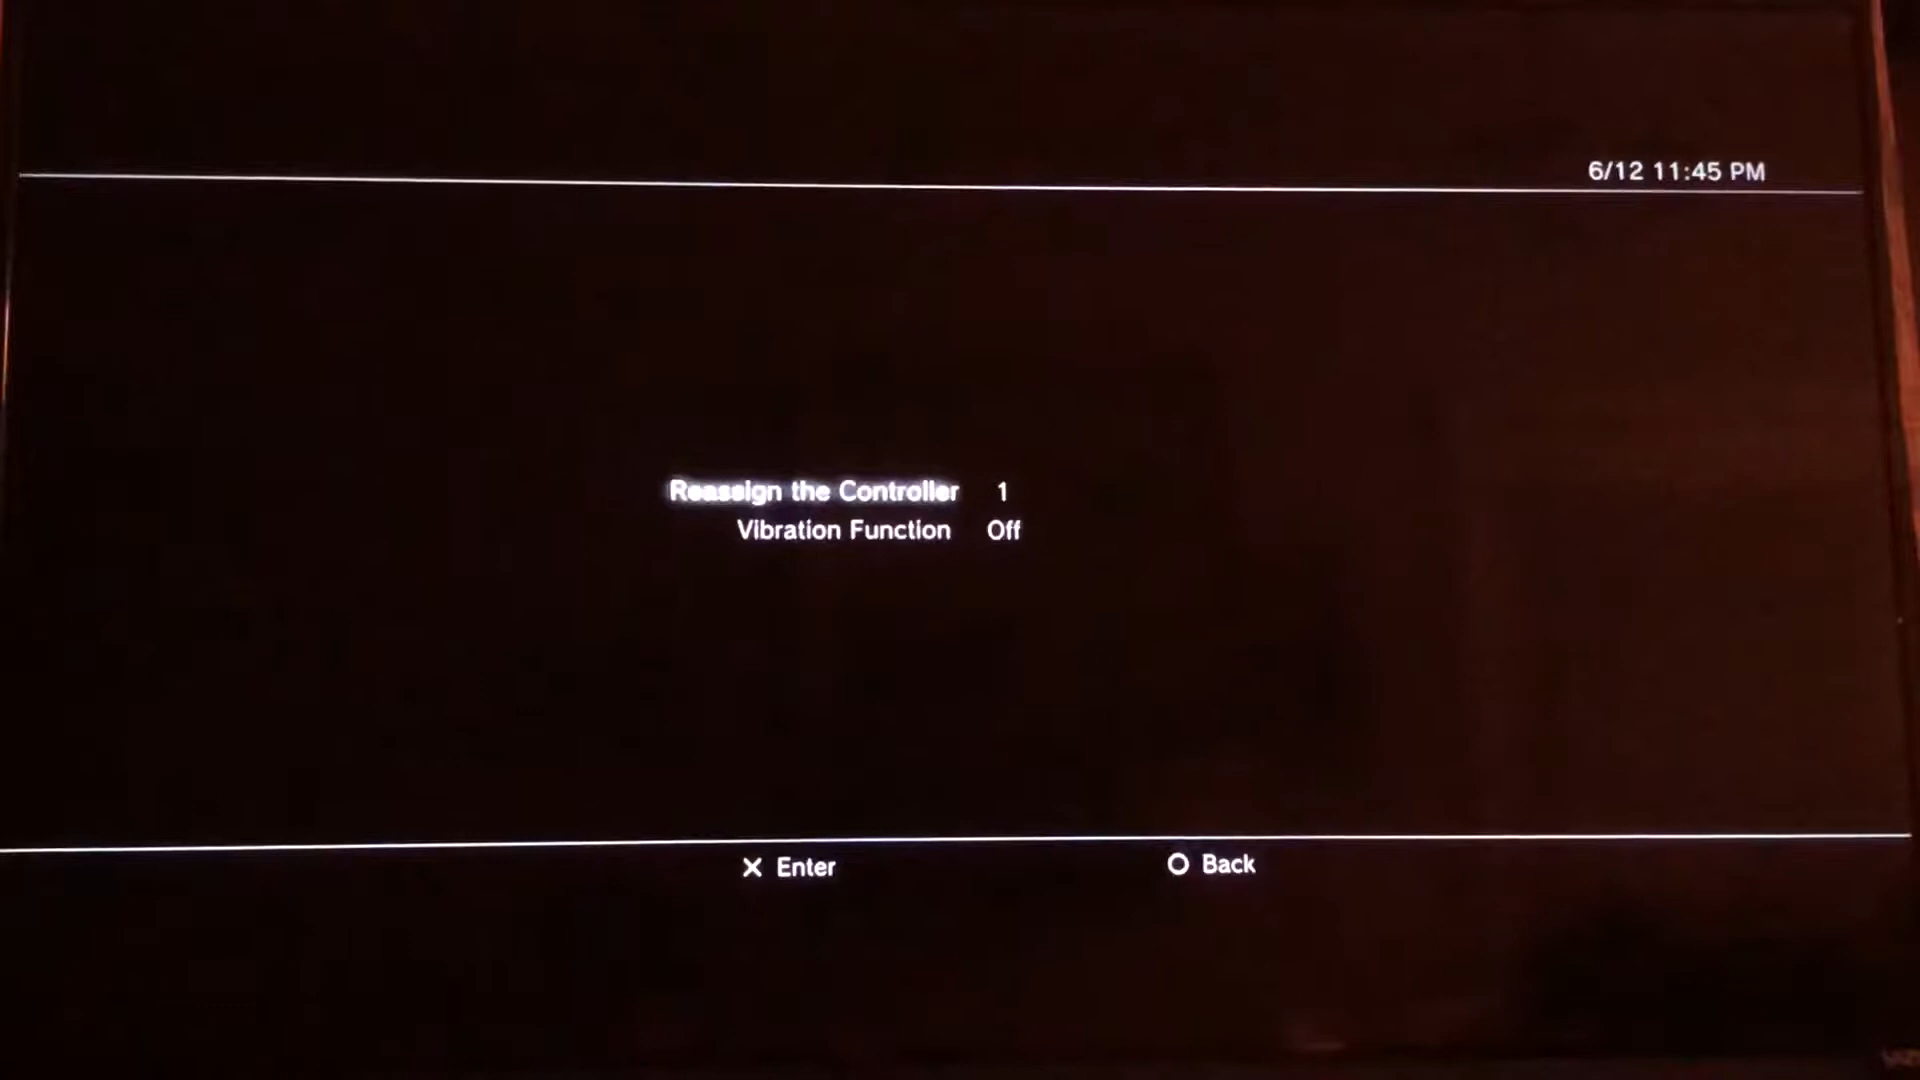 6/12 11:45 PM
Reassign the Controller 1
Vibration Function Off
X Enter
O Back